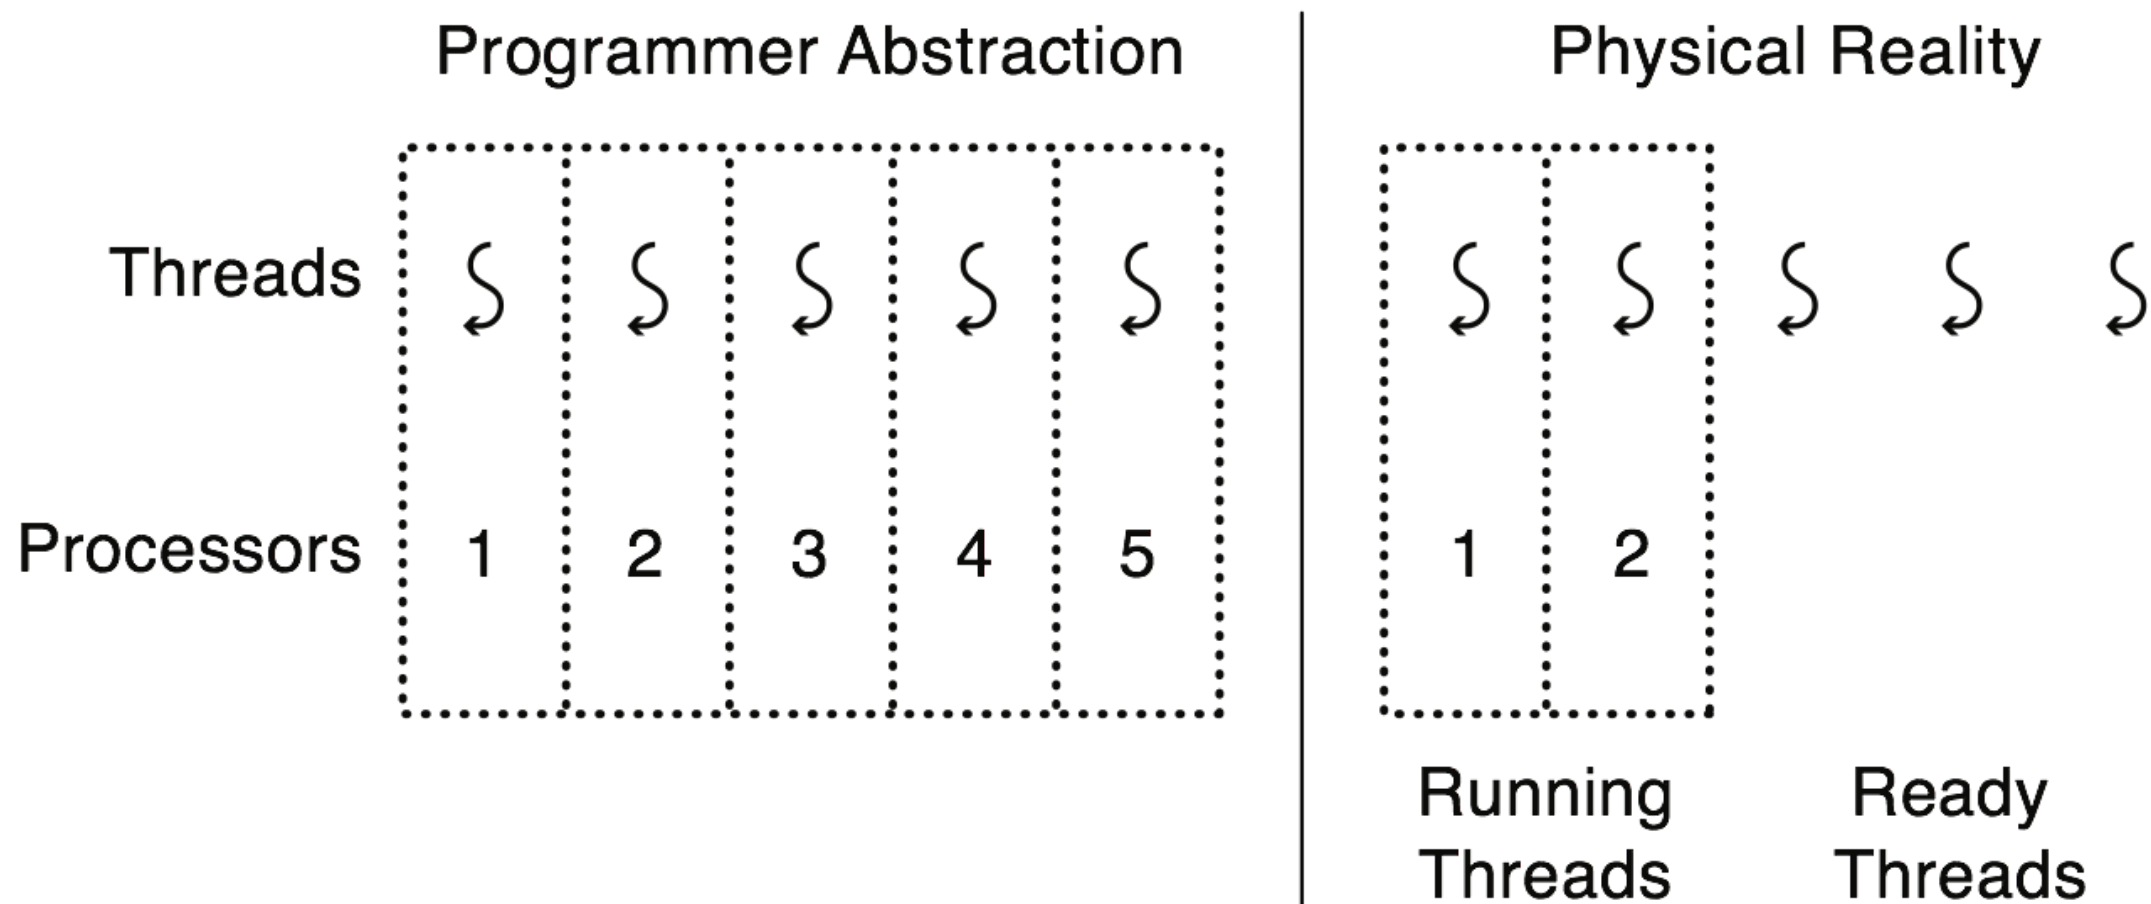 Programmer Abstraction
Physical Reality
Threads
Processors 1 2 3 4 5 1 2
Running Threads
Ready Threads